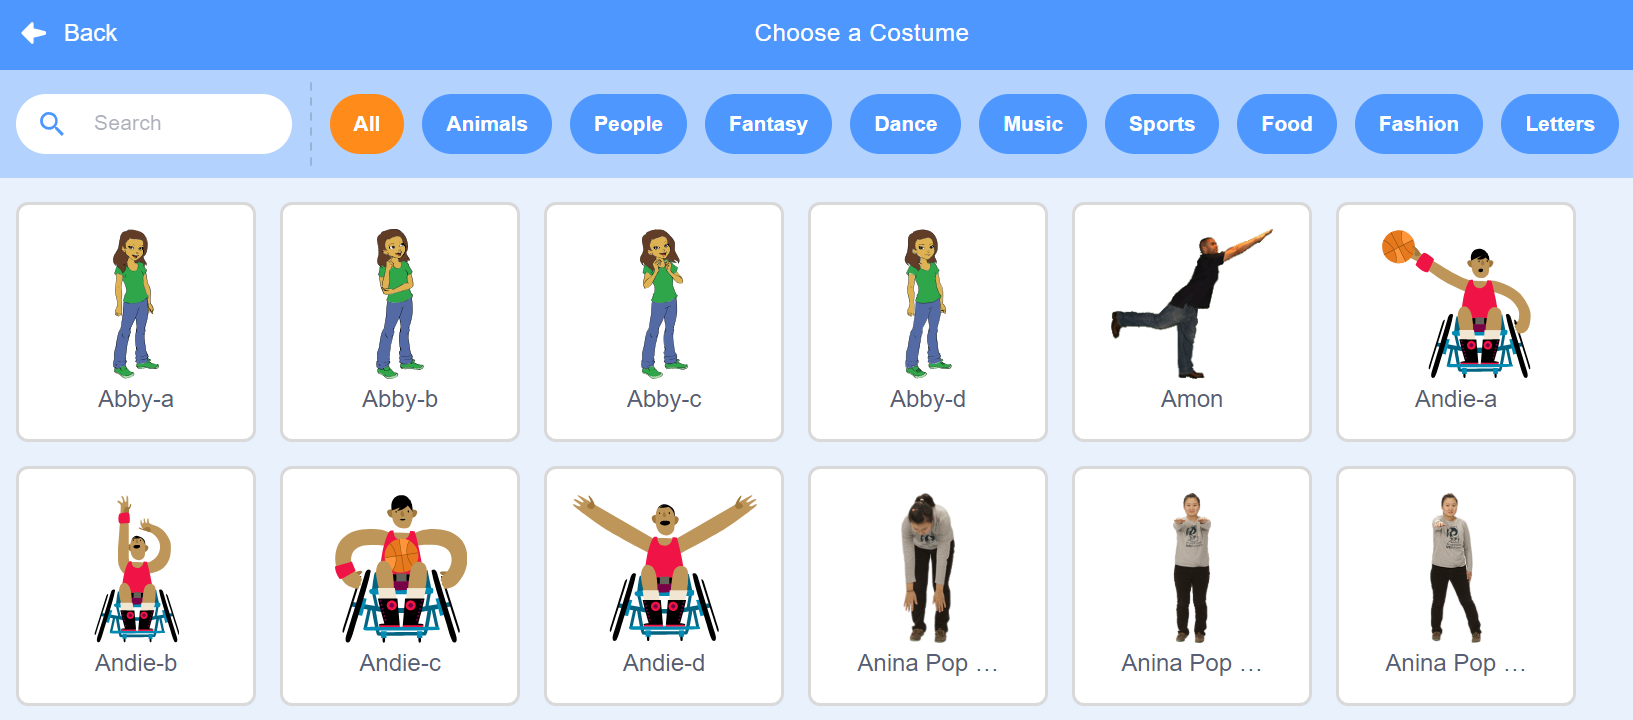 Back
Choose a Costume
Search
All
Animals
People
Fantasy
Dance
Music
Sports
Food
Fashion
Letters
Abby-a
Abby-b
Abby-c
Abby-d
Amon
Andie-a
Andie-b
Andie-c
Andie-d
Anina Pop ...
Anina Pop ...
Anina Pop ...